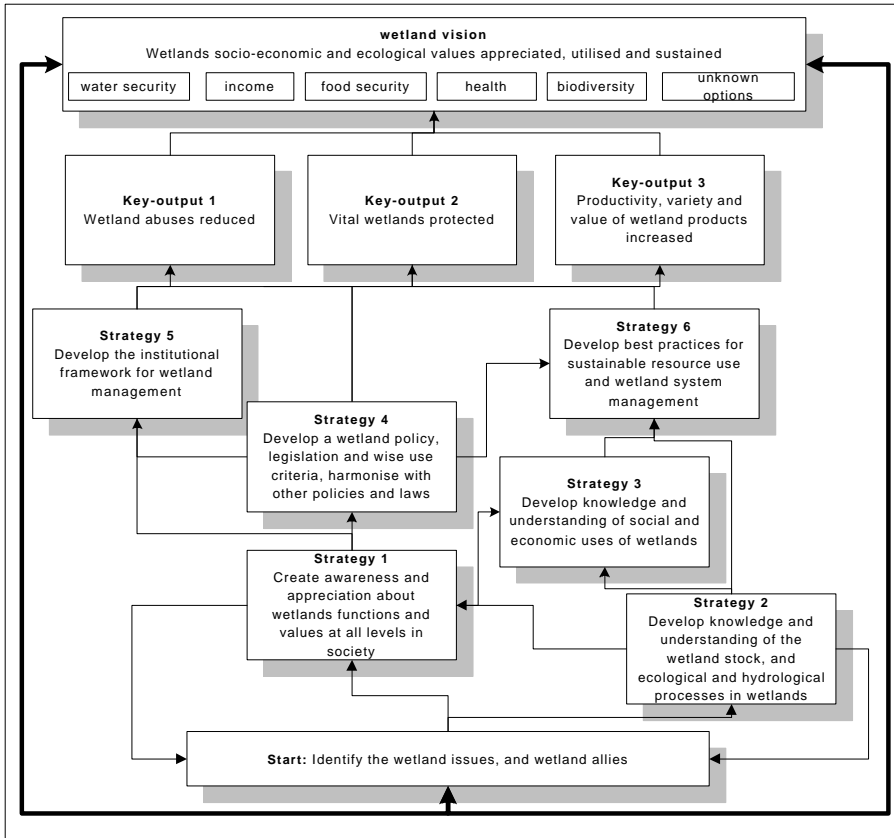 wetland vision
Wetlands socio-economic and ecological values appreciated, utilised and sustained
water security
income
food security
health
biodiversity
unknown
options
Key-output 1
Wetland abuses reduced
Key-output 2
Vital wetlands protected
Key-output 3
Productivity, variety and
value of wetland products
increased
Strategy 5
Develop the institutional
framework for wetland
management
Strategy 6
Develop best practices for
sustainable resource use
and wetland system
management
Strategy 4
Develop a wetland policy,
legislation and wise use
criteria, harmonise with
other policies and laws
Strategy 3
Develop knowledge and
understanding of social and
economic uses of wetlands
Strategy 1
Create awareness and
appreciation about
wetlands functions and
values at all levels in
society
Strategy 2
Develop knowledge and
understanding of the
wetland stock, and
ecological and hydrological
processes in wetlands
Start: Identify the wetland issues, and wetland allies